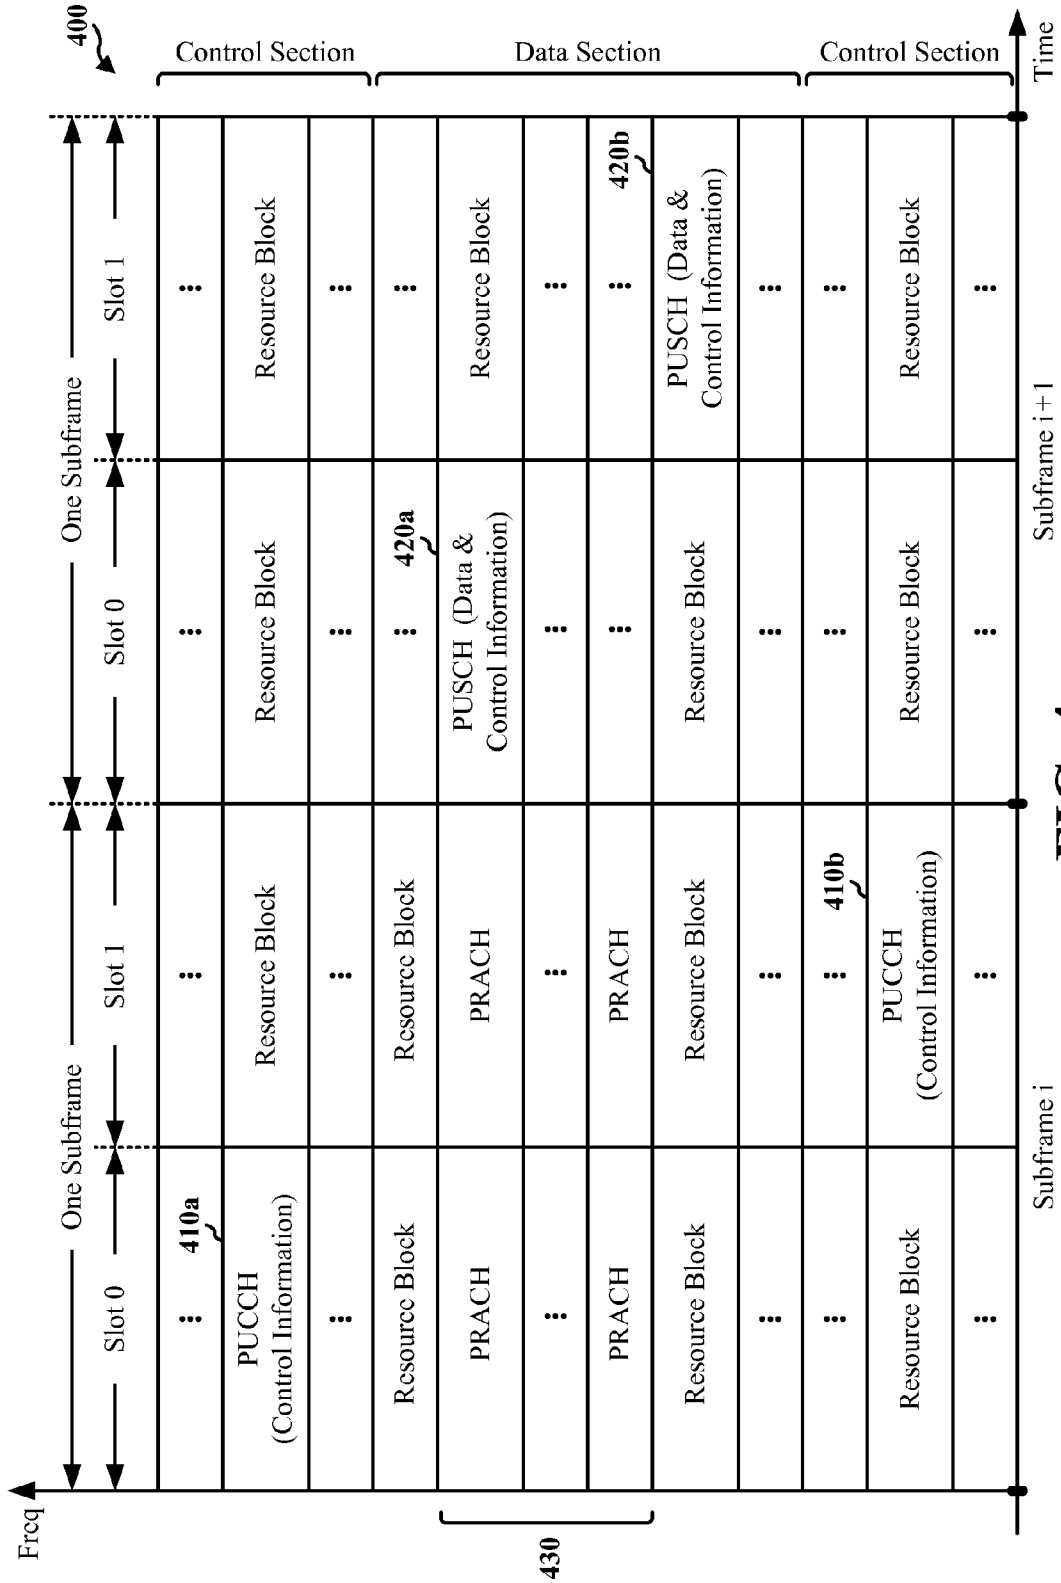 Freq
400
One Subframe
One Subframe
Slot 0
Slot 1
Slot 0
Slot 1
... ... ... ...
410a
PUCCH
(Control Information)
Resource Block
Resource Block
Resource Block
Control Section
... ... ... ...
Resource Block
Resource Block
... ...
420a
PRACH
PRACH
PUSCH (Data &
Control Information)
Resource Block
430
... ... ... ...
Data Section
PRACH
PRACH
... ...
420b
Resource Block
Resource Block
Resource Block
PUSCH (Data &
Control Information)
... ... ... ...
... ... ... ...
410b
Resource Block
PUCCH
(Control Information)
Resource Block
Resource Block
Control Section
... ... ... ...
Subframe i
Subframe i+1
Time